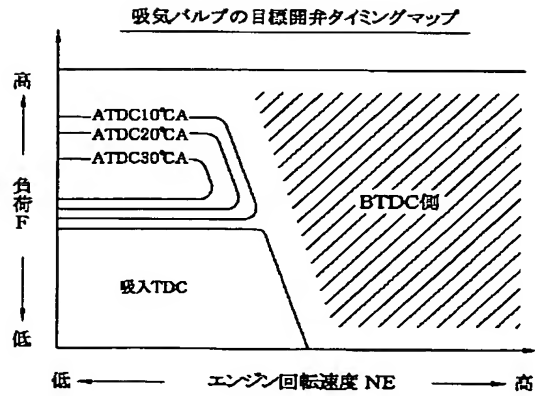 吸気バルブの目標開弁タイミングマップ
高
ATDC10℃A
ATDC20℃A
ATDC30℃A
負荷F
BTDC側
吸入TDC
低
低
エンジン回転速度 NE
高